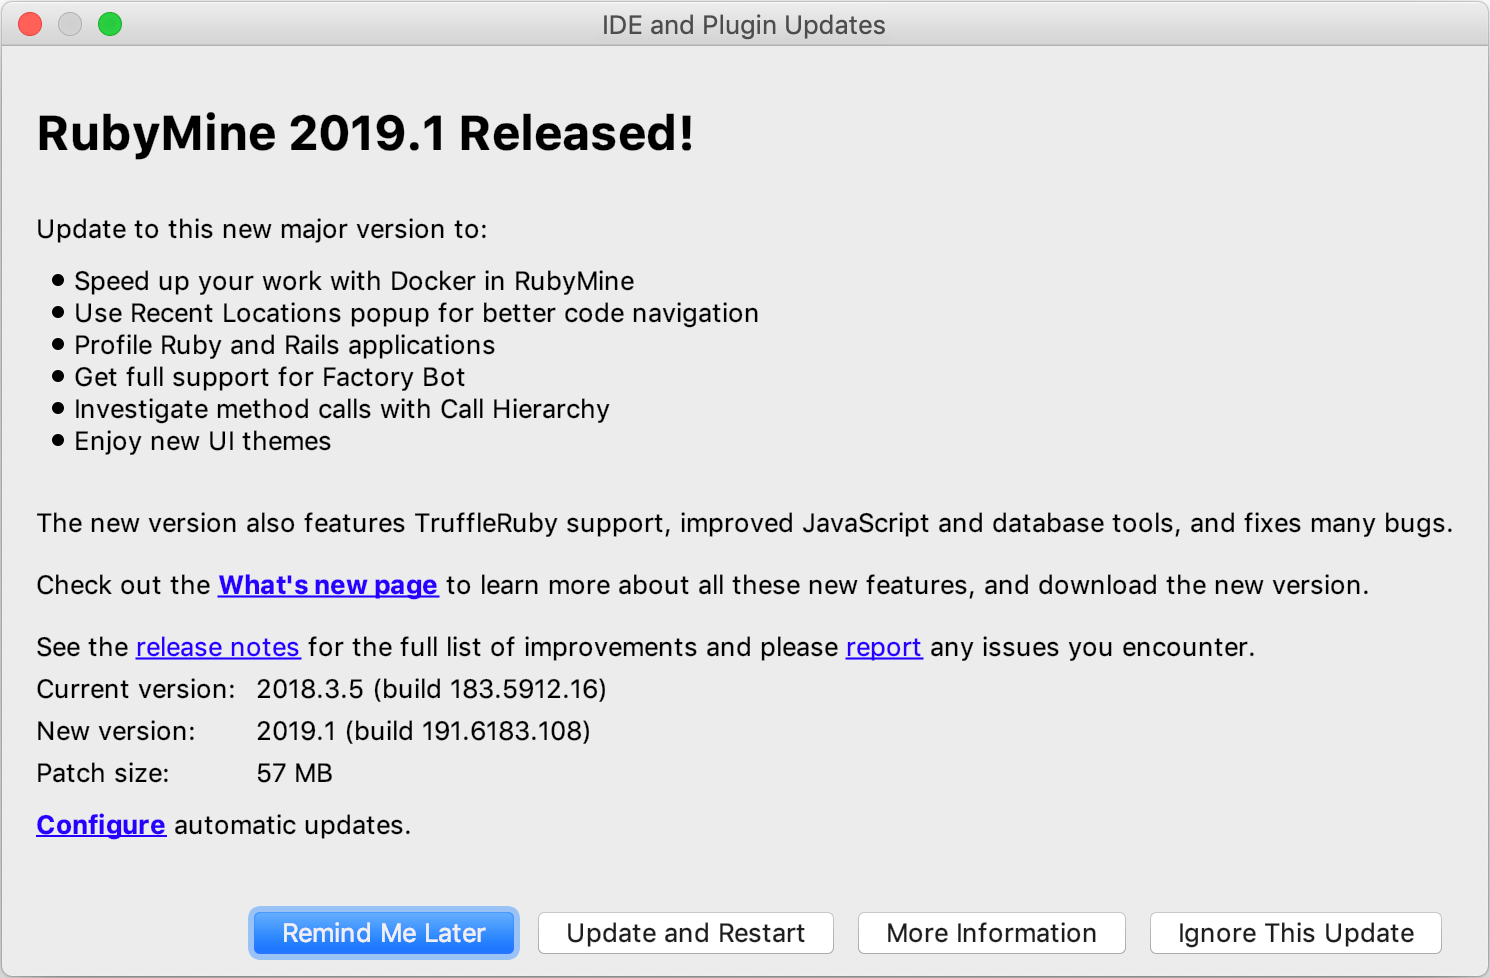 IDE and Plugin Updates
RubyMine 2019.1 Released!
Update to this new major version to:
● Speed up your work with Docker in RubyMine
● Use Recent Locations popup for better code navigation
● Profile Ruby and Rails applications
● Get full support for Factory Bot
● Investigate method calls with Call Hierarchy
● Enjoy new UI themes
The new version also features TruffleRuby support, improved JavaScript and database tools, and fixes many bugs.
Check out the What's new page to learn more about all these new features, and download the new version.
See the release notes for the full list of improvements and please report any issues you encounter.
Current version: 2018.3.5 (build 183.5912.16)
New version: 2019.1 (build 191.6183.108)
Patch size: 57 MB
Configure automatic updates.
Remind Me Later Update and Restart More Information Ignore This Update